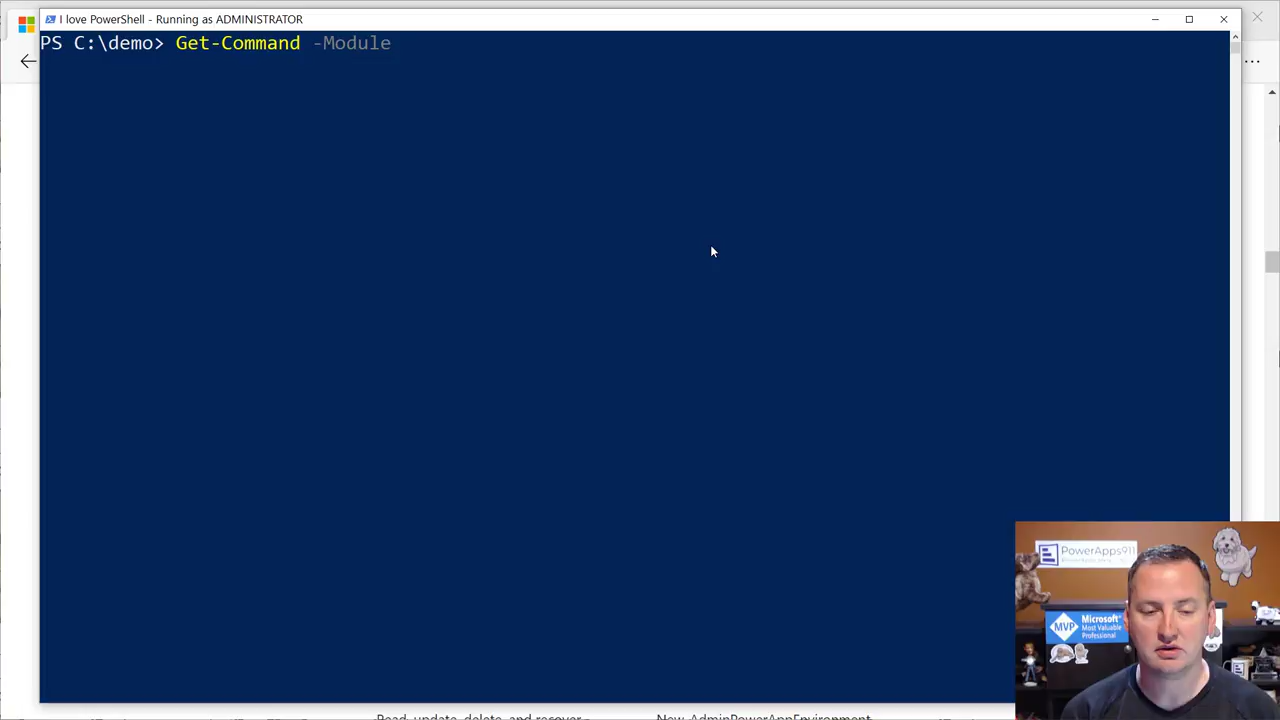 I love PowerShell - Running as ADMINISTRATOR
PS C:\demo> Get-Command -Module
PowerApps911
MVP
Microsoft®
Most Valuable
Professional
Read, update, delete, and recover
New-AdminPowerAppEnvironment